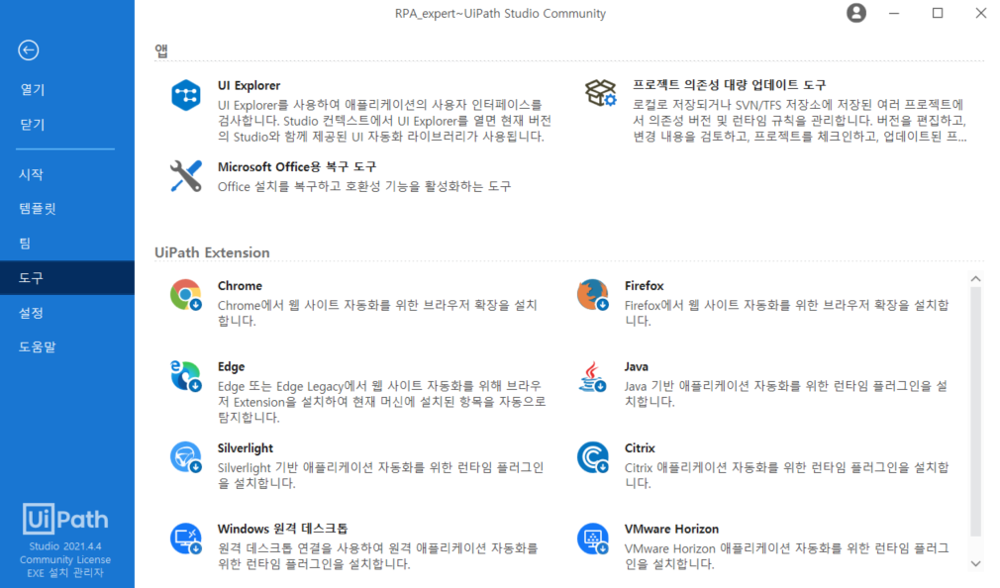 RPA_expert~UiPath Studio Community
열기
닫기
시작
템플릿
팀
도구
설정
도움말
UiPath
Studio 2021.4.4
Community License
EXE 설치 관리자
앱
UI Explorer
UI Explorer를 사용하여 애플리케이션의 사용자 인터페이스를
검사합니다. Studio 컨텍스트에서 UI Explorer를 열면 현재 버전
의 Studio와 함께 제공된 UI 자동화 라이브러리가 사용됩니다.
프로젝트 의존성 대량 업데이트 도구
로컬로 저장되거나 SVN/TFS 저장소에 저장된 여러 프로젝트에
서 의존성 버전 및 런타임 규칙을 관리합니다. 버전을 편집하고,
변경 내용을 검토하고, 프로젝트를 체크인하고, 업데이트된 프...
Microsoft Office용 복구 도구
Office 설치를 복구하고 호환성 기능을 활성화하는 도구
UiPath Extension
Chrome
Chrome에서 웹 사이트 자동화를 위한 브라우저 확장을 설치
합니다.
Firefox
Firefox에서 웹 사이트 자동화를 위한 브라우저 확장을 설치합
니다.
Edge
Edge 또는 Edge Legacy에서 웹 사이트 자동화를 위해 브라우
저 Extension을 설치하여 현재 머신에 설치된 항목을 자동으로
탐지합니다.
Java
Java 기반 애플리케이션 자동화를 위한 런타임 플러그인을 설
치합니다.
Silverlight
Silverlight 기반 애플리케이션 자동화를 위한 런타임 플러그인
을 설치합니다.
Citrix
Citrix 애플리케이션 자동화를 위한 런타임 플러그인을 설치합
니다.
Windows 원격 데스크톱
원격 데스크톱 연결을 사용하여 원격 애플리케이션 자동화를
위한 런타임 플러그인을 설치합니다.
VMware Horizon
VMware Horizon 애플리케이션 자동화를 위한 런타임 플러그
인을 설치합니다.